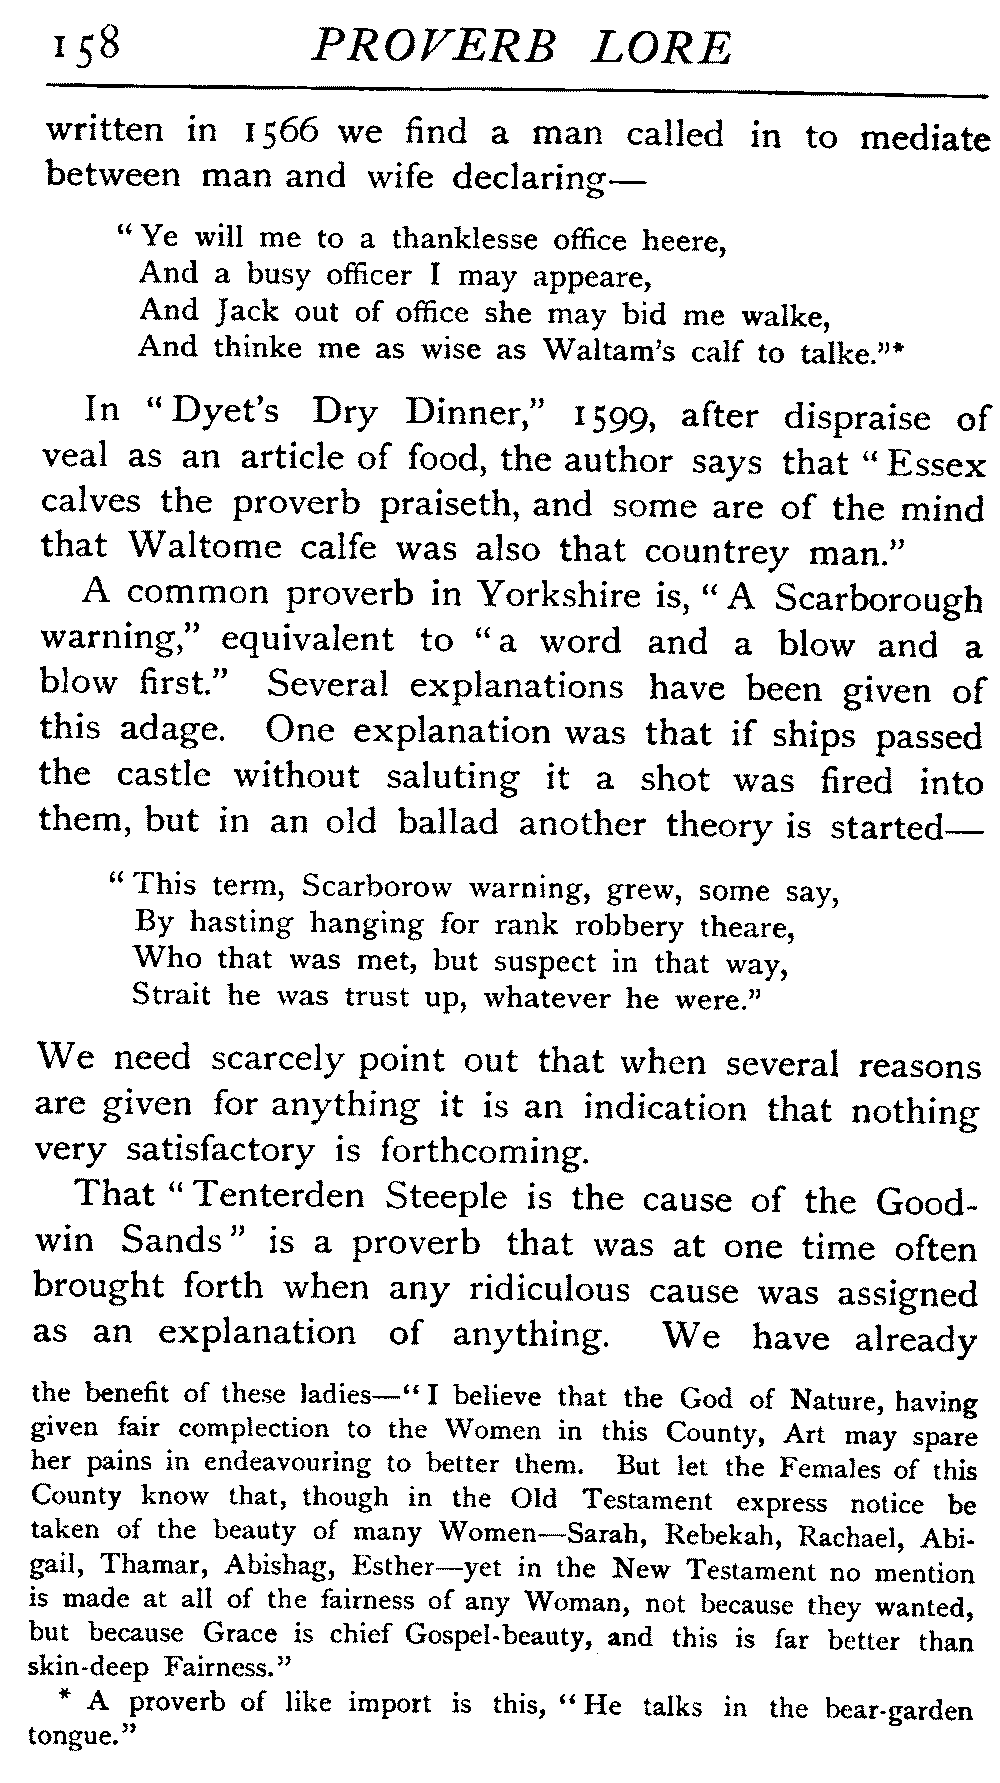 158 PROVERB LORE
written in 1566 we find a man called in to mediate
between man and wife declaring—
“Ye will me to a thanklesse office heere,
And a busy officer I may appeare,
And Jack out of office she may bid me walke,
And thinke me as wise as Waltam's calf to talke.”*
In “Dyet's Dry Dinner,” 1599, after dispraise of
veal as an article of food, the author says that “Essex
calves the proverb praiseth, and some are of the mind
that Waltome calfe was also that countrey man.”
A common proverb in Yorkshire is, “A Scarborough
warning,” equivalent to “a word and a blow and a
blow first.” Several explanations have been given of
this adage. One explanation was that if ships passed
the castle without saluting it a shot was fired into
them, but in an old ballad another theory is started—
“This term, Scarborow warning, grew, some say,
By hasting hanging for rank robbery theare,
Who that was met, but suspect in that way,
Strait he was trust up, whatever he were.”
We need scarcely point out that when several reasons
are given for anything it is an indication that nothing
very satisfactory is forthcoming.
That “Tenterden Steeple is the cause of the Good-
win Sands” is a proverb that was at one time often
brought forth when any ridiculous cause was assigned
as an explanation of anything. We have already
the benefit of these ladies—“I believe that the God of Nature, having
given fair complection to the Women in this County, Art may spare
her pains in endeavouring to better them. But let the Females of this
County know that, though in the Old Testament express notice be
taken of the beauty of many Women—Sarah, Rebekah, Rachael, Abi-
gail, Thamar, Abishag, Esther—yet in the New Testament no mention
is made at all of the fairness of any Woman, not because they wanted,
but because Grace is chief Gospel-beauty, and this is far better than
skin-deep Fairness.”
* A proverb of like import is this, “He talks in the bear-garden
tongue.”